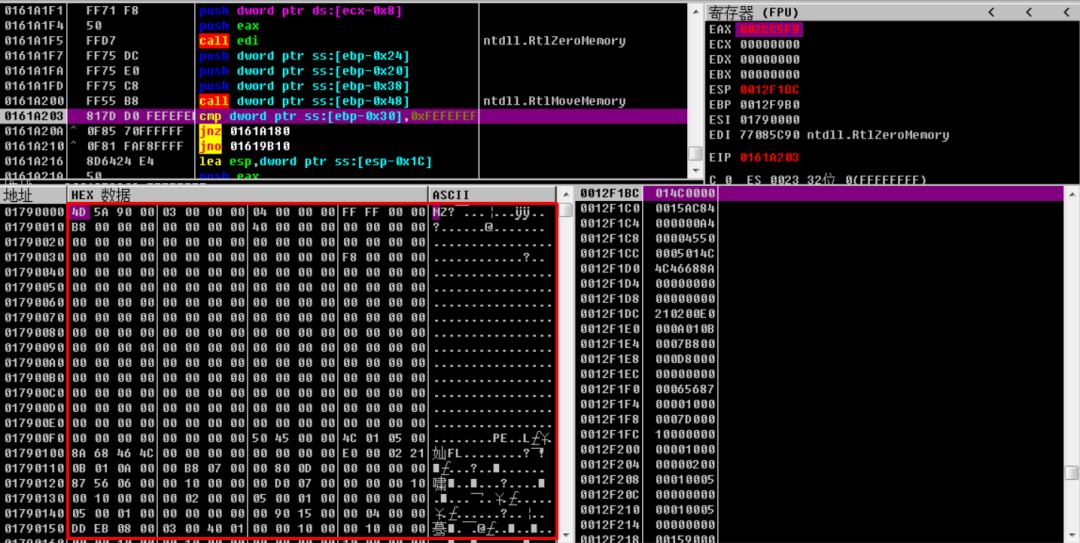 0161A1F1 FF71 F8 push dword ptr ds:[ecx-0x8]
0161A1F4 50 push eax
0161A1F5 FFD7 call edi ntdll.RtlZeroMemory
0161A1F7 FF75 DC push dword ptr ss:[ebp-0x24]
0161A1FA FF75 E0 push dword ptr ss:[ebp-0x20]
0161A1FD FF75 C8 push dword ptr ss:[ebp-0x38]
0161A200 FF55 B8 call dword ptr ss:[ebp-0x48] ntdll.RtlMoveMemory
0161A203 817D D0 FEFEFE cmp dword ptr ss:[ebp-0x30],0xFEFEFEF
0161A20A ^ 0F85 70FFFFFF jnz 0161A180
0161A210 ^ 0F81 FAF8FFFF jno 01619B10
0161A216 8D6424 E4 lea esp,dword ptr ss:[esp-0x1C]
0161A21A 50 push eax
寄存器 (FPU) < < <
EAX
ECX 00000000
EDX 00000000
EBX 00000000
ESP 0012F1BC
EBP 0012F9B0
ESI 01790000
EDI 77085C90 ntdll.RtlZeroMemory
EIP 0161A203
C 0 ES 0023 32位 0(FFFFFFFF)
地址 HEX 数据 ASCII
01790000 4D 5A 90 00 03 00 00 00 04 00 00 00 FF FF 00 00 MZ?
01790010 B8 00 00 00 00 00 00 00 40 00 00 00 00 00 00 00 ?.......@.......
01790020 00 00 00 00 00 00 00 00 00 00 00 00 00 00 00 00 ................
01790030 00 00 00 00 00 00 00 00 00 00 00 00 F8 00 00 00 ............?..
01790040 00 00 00 00 00 00 00 00 00 00 00 00 00 00 00 00 ................
01790050 00 00 00 00 00 00 00 00 00 00 00 00 00 00 00 00 ................
01790060 00 00 00 00 00 00 00 00 00 00 00 00 00 00 00 00 ................
01790070 00 00 00 00 00 00 00 00 00 00 00 00 00 00 00 00 ................
01790080 00 00 00 00 00 00 00 00 00 00 00 00 00 00 00 00 ................
01790090 00 00 00 00 00 00 00 00 00 00 00 00 00 00 00 00 ................
017900A0 00 00 00 00 00 00 00 00 00 00 00 00 00 00 00 00 ................
017900B0 00 00 00 00 00 00 00 00 00 00 00 00 00 00 00 00 ................
017900C0 00 00 00 00 00 00 00 00 00 00 00 00 00 00 00 00 ................
017900D0 00 00 00 00 00 00 00 00 00 00 00 00 00 00 00 00 ................
017900E0 00 00 00 00 00 00 00 00 00 00 00 00 00 00 00 00 ................
017900F0 00 00 00 00 00 00 00 00 50 45 00 00 4C 01 05 00 ........PE..L
01790100 8A 68 46 4C 00 00 00 00 00 00 00 00 E0 00 02 21 FL........?
01790110 0B 01 0A 00 00 B8 07 00 00 80 0D 00 00 00 00 00
01790120 87 56 06 00 00 10 00 00 00 D0 07 00 00 00 00 10
01790130 00 10 00 00 00 02 00 00 05 00 01 00 00 00 00 00
01790140 05 00 01 00 00 00 00 00 00 90 15 00 00 04 00 00
01790150 DD EB 08 00 03 00 40 01 00 00 10 00 00 10 00 00
0012F1BC 014C0000
0012F1C0 0015AC84
0012F1C4 000000A4
0012F1C8 00004550
0012F1CC 0005014C
0012F1D0 4C46688A
0012F1D4 00000000
0012F1D8 00000000
0012F1DC 210200E0
0012F1E0 000A010B
0012F1E4 0007B800
0012F1E8 000D8000
0012F1EC 00000000
0012F1F0 00065687
0012F1F4 00001000
0012F1F8 0007D000
0012F1FC 10000000
0012F200 00001000
0012F204 00000200
0012F208 00010005
0012F20C 00000000
0012F210 00010005
0012F214 00000000
0012F218 00159000